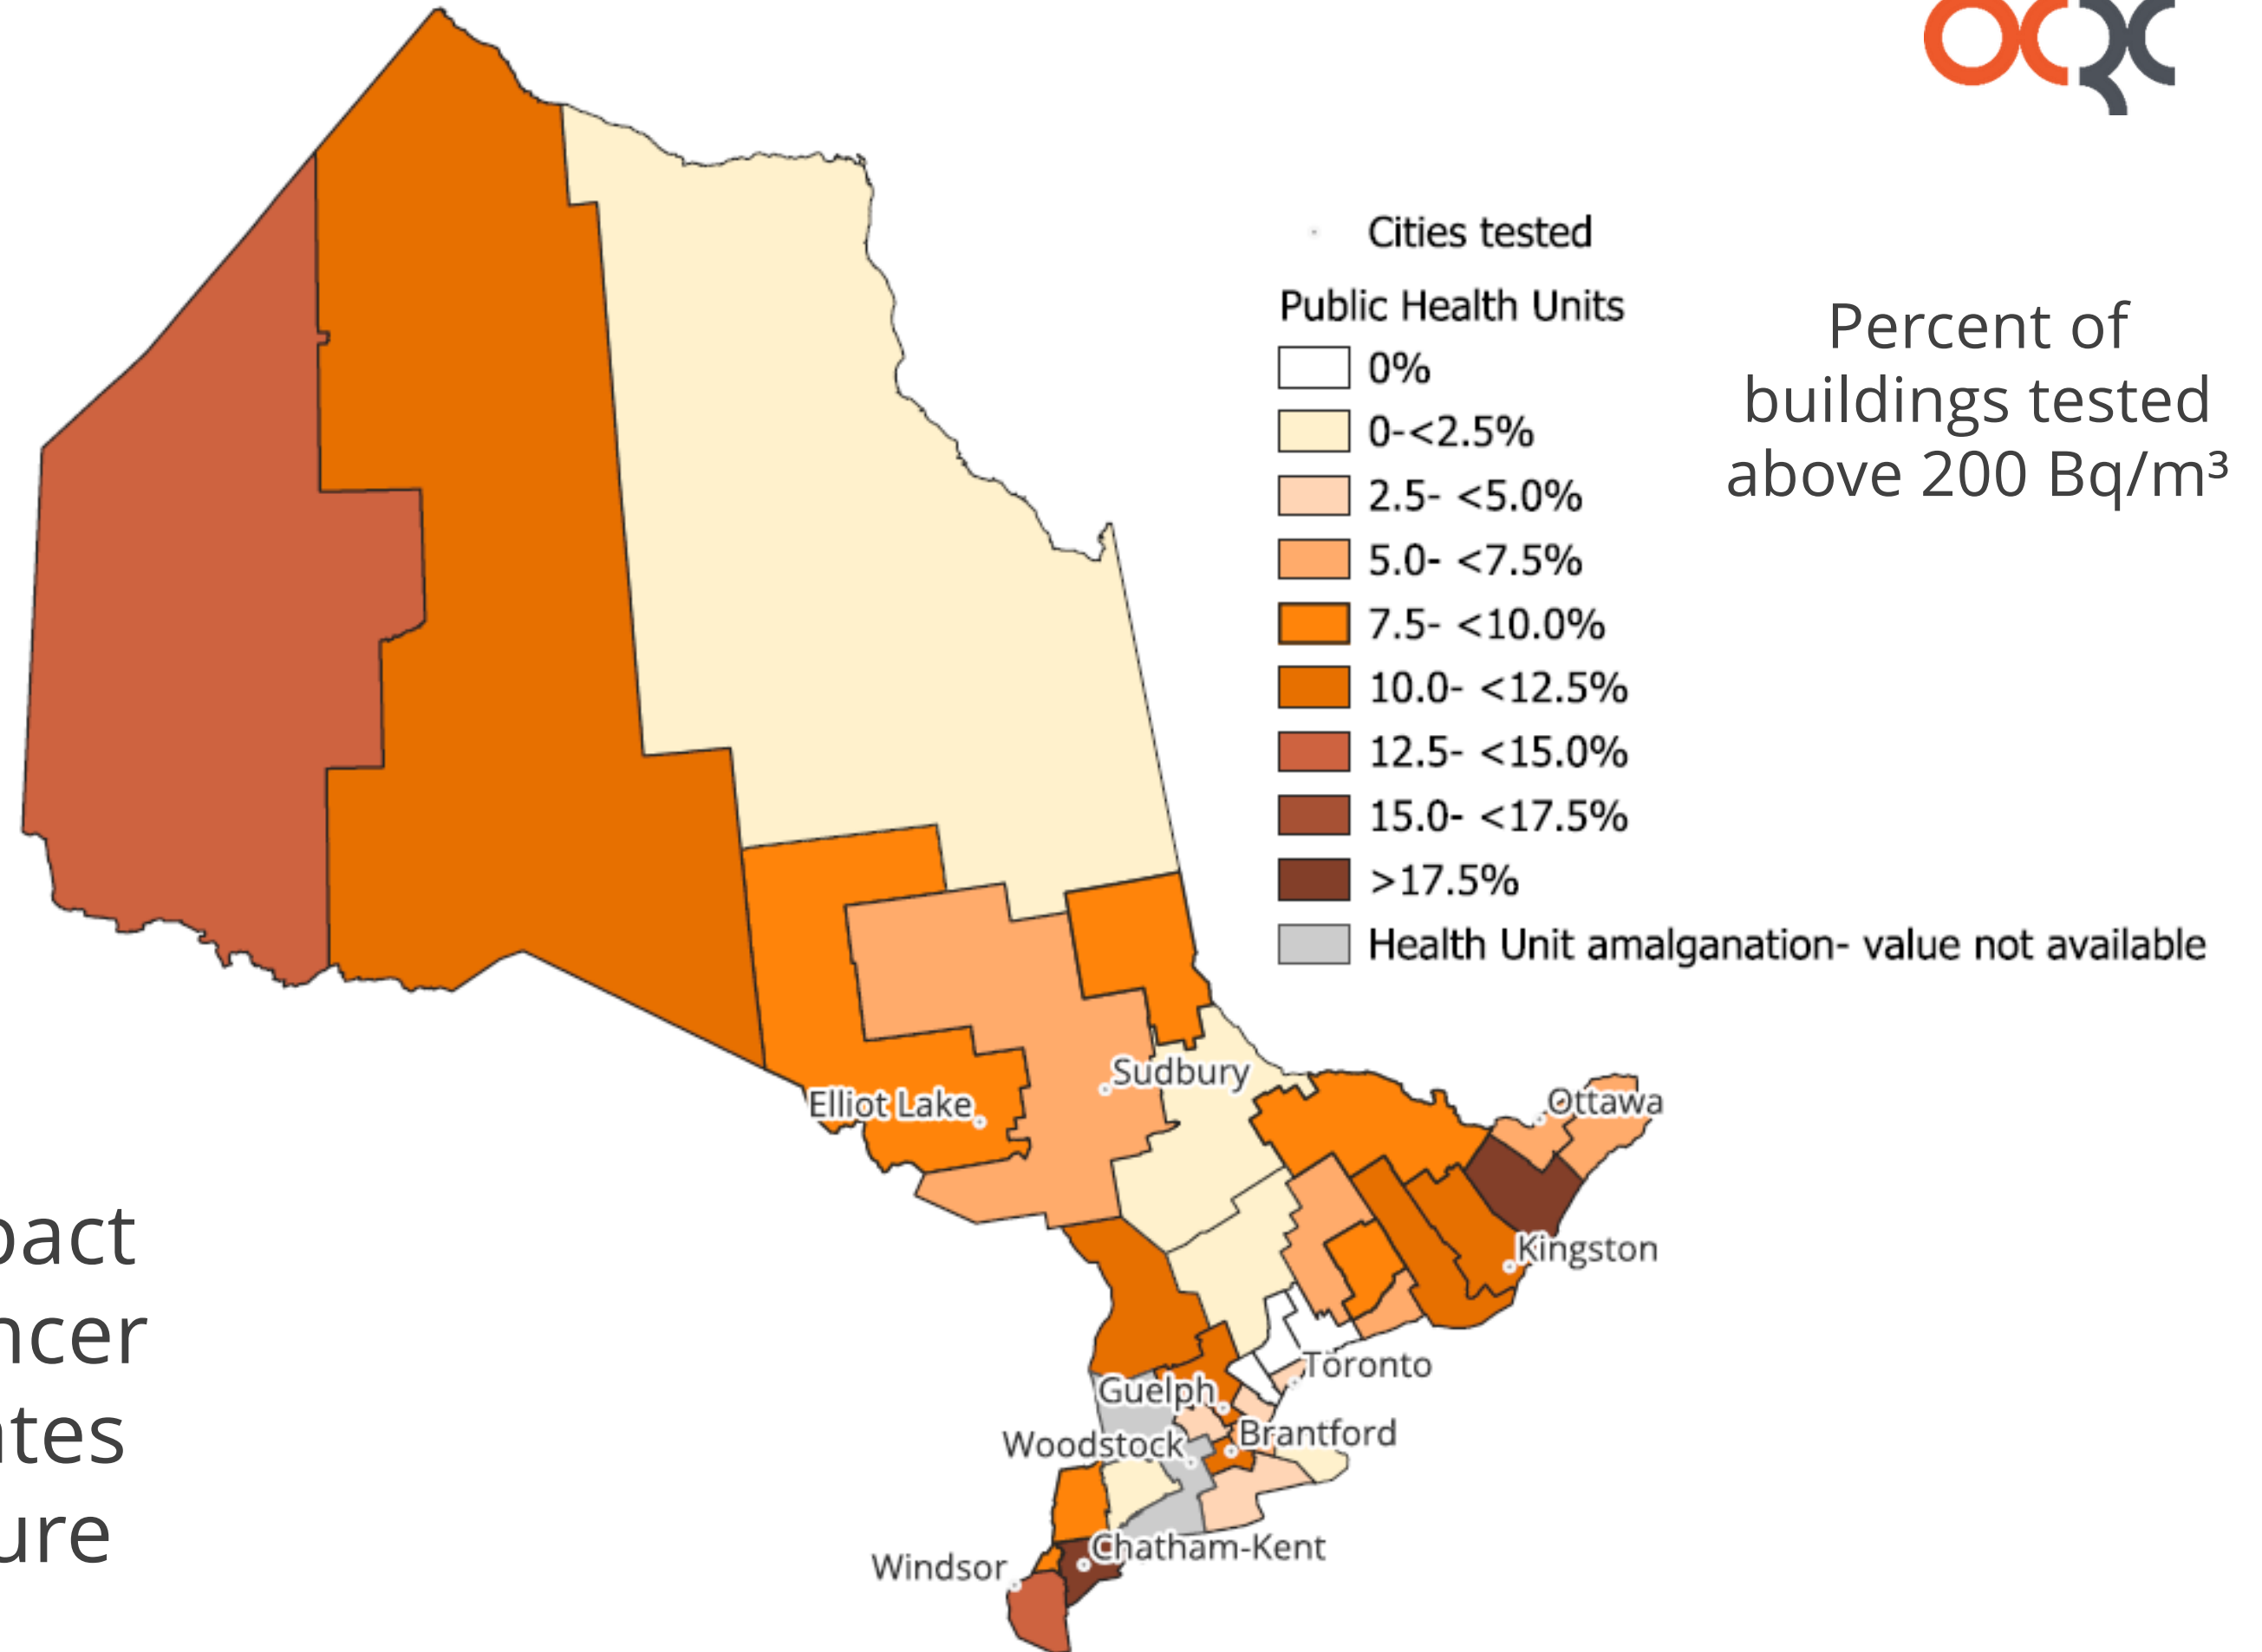 Cities tested
Public Health Units
0%
0-<2.5%
2.5- <5.0%
5.0- <7.5%
7.5- <10.0%
10.0- <12.5%
12.5- <15.0%
15.0- <17.5%
>17.5%
Health Unit amalganation- value not available
Percent of
buildings tested
above 200 Bq/m³
Sudbury
Elliot Lake
Ottawa
Kingston
Toronto
Guelph
Brantford
Woodstock
Chatham-Kent
Windsor